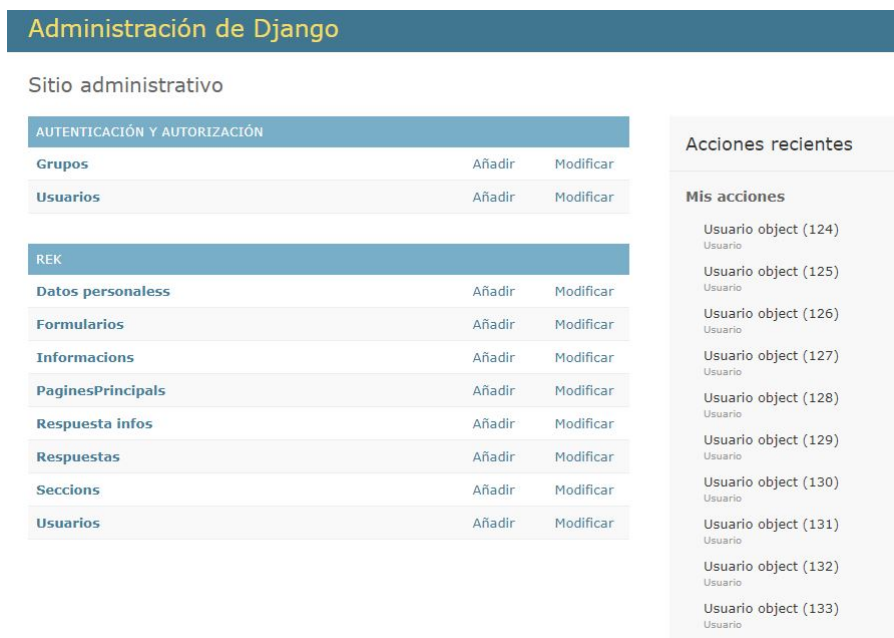 Administración de Django
Sitio administrativo
AUTENTICACIÓN Y AUTORIZACIÓN
Grupos Añadir Modificar
Usuarios Añadir Modificar
REK
Datos personaless Añadir Modificar
Formularios Añadir Modificar
Informacions Añadir Modificar
PaginesPrincipals Añadir Modificar
Respuesta infos Añadir Modificar
Respuestas Añadir Modificar
Seccions Añadir Modificar
Usuarios Añadir Modificar
Acciones recientes
Mis acciones
Usuario object (124)
Usuario
Usuario object (125)
Usuario
Usuario object (126)
Usuario
Usuario object (127)
Usuario
Usuario object (128)
Usuario
Usuario object (129)
Usuario
Usuario object (130)
Usuario
Usuario object (131)
Usuario
Usuario object (132)
Usuario
Usuario object (133)
Usuario